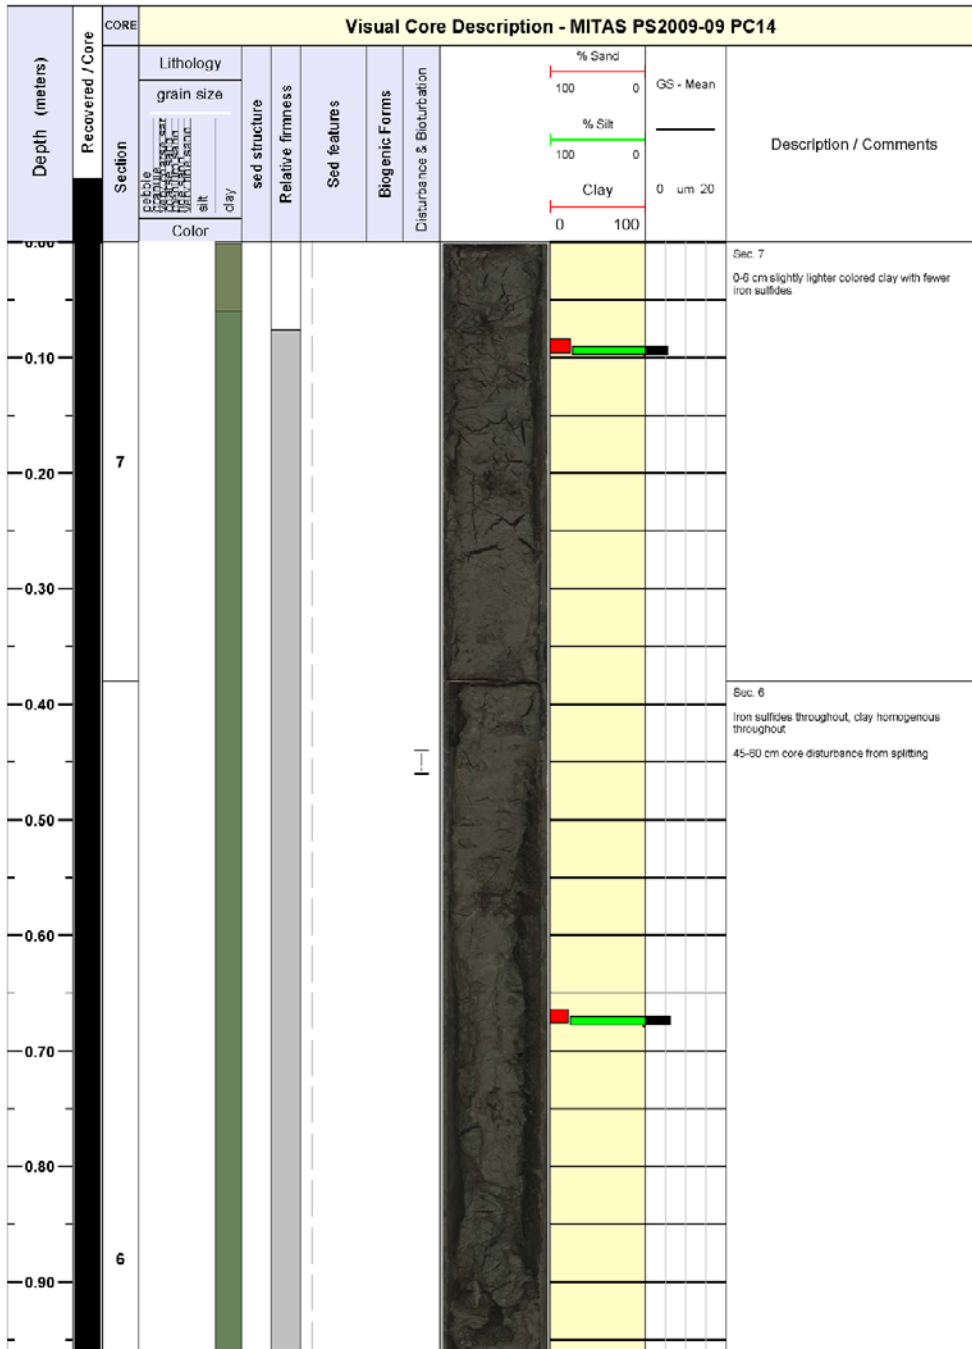 CORE
Visual Core Description - MITAS PS2009-09 PC14
Depth (meters)
Recovered / Core
Section
Lithology
grain size
pebble
granule
silt
clay
Color
sed structure
Relative firmness
Sed features
Biogenic Forms
Disturbance & Bioturbation
% Sand
100 0
% Silt
100 0
Clay
0 100
GS - Mean
0 um 20
Description / Comments
0.00
Sec. 7
0-6 cm slightly lighter colored clay with fewer
iron sulfides
0.10
7
0.20
0.30
Sec. 6
0.40
Iron sulfides throughout, clay homogenous
throughout
45-60 cm core disturbance from splitting
0.50
0.60
0.70
0.80
6
0.90